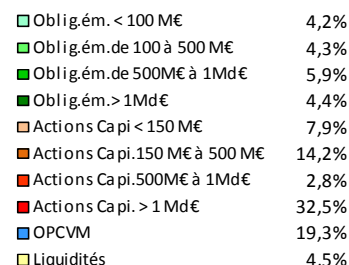 Oblig.ém. < 100 M€ 4,2%
Oblig.ém.de 100 à 500 M€ 4,3%
Oblig.ém.de 500M€ à 1Md€ 5,9%
Oblig.ém.> 1Md€ 4,4%
Actions Capi < 150 M€ 7,9%
Actions Capi.150 M€ à 500 M€ 14,2%
Actions Capi.500M€ à 1Md€ 2,8%
Actions Capi. > 1 Md€ 32,5%
OPCVM 19,3%
Liquidités 4,5%